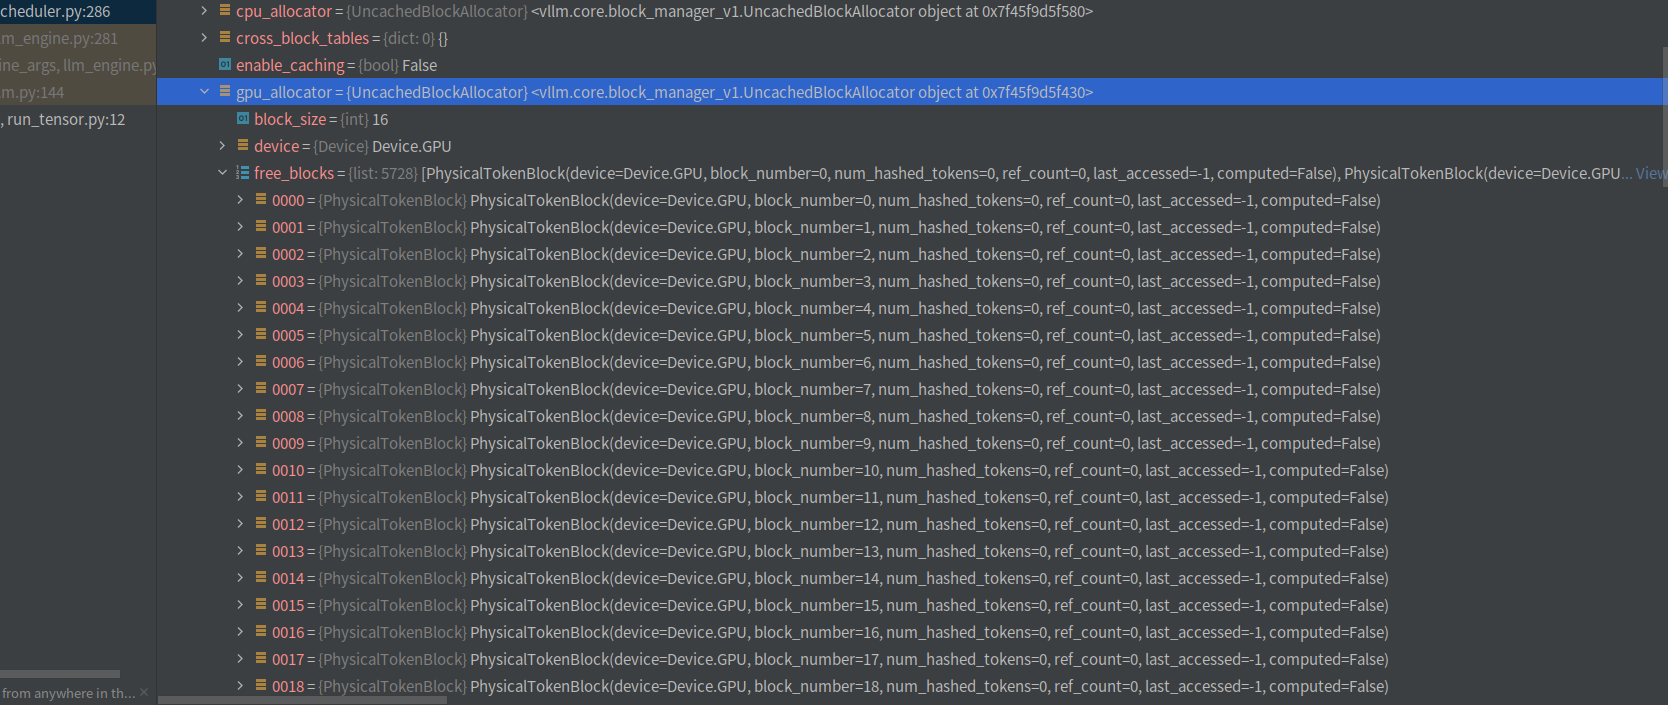 cheduler.py:286
lm_engine.py:281
ine_args, llm_engine.py
m.py:144
, run_tensor.py:12
from anywhere in th...
cpu_allocator = {UncachedBlockAllocator} <vllm.core.block_manager_v1.UncachedBlockAllocator object at 0x7f45f9d5f580>
cross_block_tables = {dict: 0} {}
enable_caching = {bool} False
gpu_allocator = {UncachedBlockAllocator} <vllm.core.block_manager_v1.UncachedBlockAllocator object at 0x7f45f9d5f430>
block_size = {int} 16
device = {Device} Device.GPU
free_blocks = {list: 5728} [PhysicalTokenBlock(device=Device.GPU, block_number=0, num_hashed_tokens=0, ref_count=0, last_accessed=-1, computed=False), PhysicalTokenBlock(device=Device.GPU... View
0000 = {PhysicalTokenBlock} PhysicalTokenBlock(device=Device.GPU, block_number=0, num_hashed_tokens=0, ref_count=0, last_accessed=-1, computed=False)
0001 = {PhysicalTokenBlock} PhysicalTokenBlock(device=Device.GPU, block_number=1, num_hashed_tokens=0, ref_count=0, last_accessed=-1, computed=False)
0002 = {PhysicalTokenBlock} PhysicalTokenBlock(device=Device.GPU, block_number=2, num_hashed_tokens=0, ref_count=0, last_accessed=-1, computed=False)
0003 = {PhysicalTokenBlock} PhysicalTokenBlock(device=Device.GPU, block_number=3, num_hashed_tokens=0, ref_count=0, last_accessed=-1, computed=False)
0004 = {PhysicalTokenBlock} PhysicalTokenBlock(device=Device.GPU, block_number=4, num_hashed_tokens=0, ref_count=0, last_accessed=-1, computed=False)
0005 = {PhysicalTokenBlock} PhysicalTokenBlock(device=Device.GPU, block_number=5, num_hashed_tokens=0, ref_count=0, last_accessed=-1, computed=False)
0006 = {PhysicalTokenBlock} PhysicalTokenBlock(device=Device.GPU, block_number=6, num_hashed_tokens=0, ref_count=0, last_accessed=-1, computed=False)
0007 = {PhysicalTokenBlock} PhysicalTokenBlock(device=Device.GPU, block_number=7, num_hashed_tokens=0, ref_count=0, last_accessed=-1, computed=False)
0008 = {PhysicalTokenBlock} PhysicalTokenBlock(device=Device.GPU, block_number=8, num_hashed_tokens=0, ref_count=0, last_accessed=-1, computed=False)
0009 = {PhysicalTokenBlock} PhysicalTokenBlock(device=Device.GPU, block_number=9, num_hashed_tokens=0, ref_count=0, last_accessed=-1, computed=False)
0010 = {PhysicalTokenBlock} PhysicalTokenBlock(device=Device.GPU, block_number=10, num_hashed_tokens=0, ref_count=0, last_accessed=-1, computed=False)
0011 = {PhysicalTokenBlock} PhysicalTokenBlock(device=Device.GPU, block_number=11, num_hashed_tokens=0, ref_count=0, last_accessed=-1, computed=False)
0012 = {PhysicalTokenBlock} PhysicalTokenBlock(device=Device.GPU, block_number=12, num_hashed_tokens=0, ref_count=0, last_accessed=-1, computed=False)
0013 = {PhysicalTokenBlock} PhysicalTokenBlock(device=Device.GPU, block_number=13, num_hashed_tokens=0, ref_count=0, last_accessed=-1, computed=False)
0014 = {PhysicalTokenBlock} PhysicalTokenBlock(device=Device.GPU, block_number=14, num_hashed_tokens=0, ref_count=0, last_accessed=-1, computed=False)
0015 = {PhysicalTokenBlock} PhysicalTokenBlock(device=Device.GPU, block_number=15, num_hashed_tokens=0, ref_count=0, last_accessed=-1, computed=False)
0016 = {PhysicalTokenBlock} PhysicalTokenBlock(device=Device.GPU, block_number=16, num_hashed_tokens=0, ref_count=0, last_accessed=-1, computed=False)
0017 = {PhysicalTokenBlock} PhysicalTokenBlock(device=Device.GPU, block_number=17, num_hashed_tokens=0, ref_count=0, last_accessed=-1, computed=False)
0018 = {PhysicalTokenBlock} PhysicalTokenBlock(device=Device.GPU, block_number=18, num_hashed_tokens=0, ref_count=0, last_accessed=-1, computed=False)